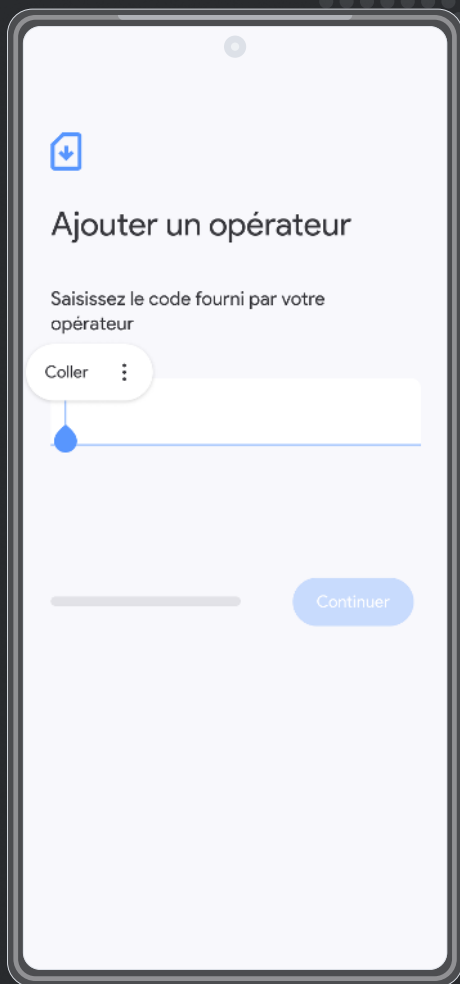 Ajouter un opérateur
Saisissez le code fourni par votre
opérateur
Coller
Continuer